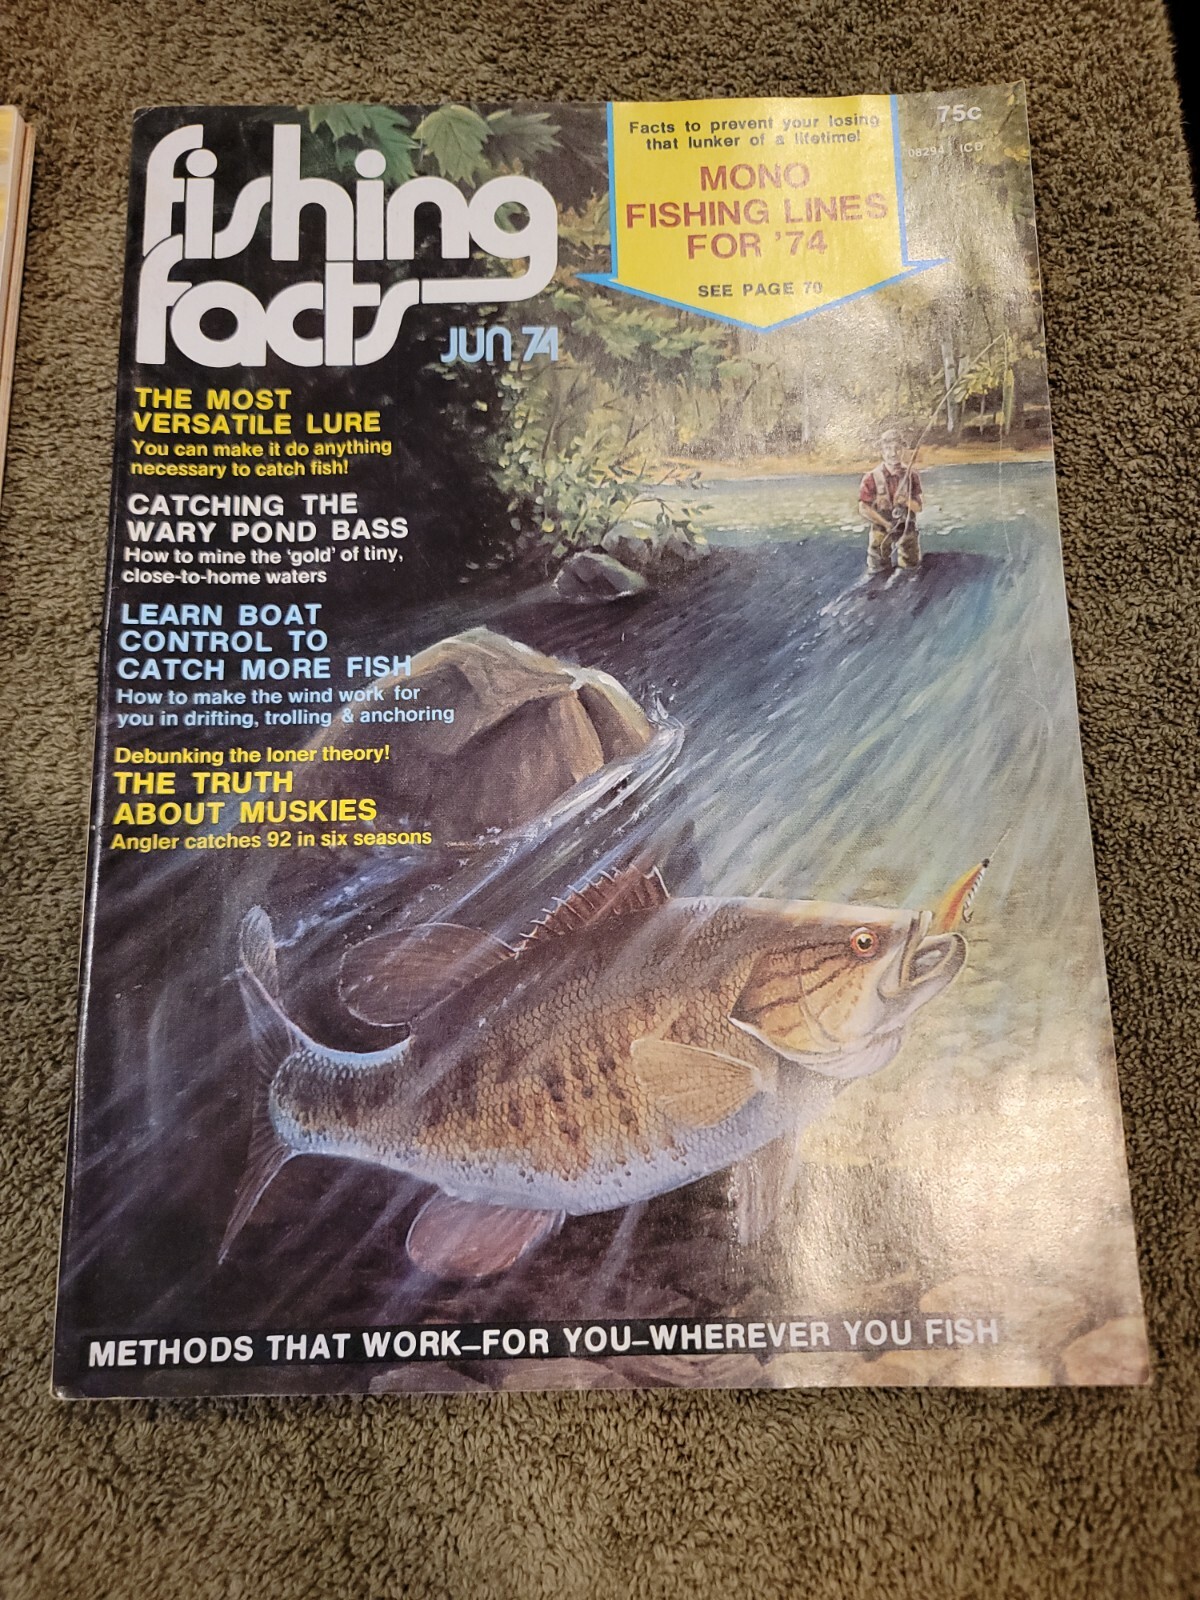 fishing
facts
JUN 74
75c
08294 ICD
Facts to prevent your losing
that lunker of a lifetime!
MONO
FISHING LINES
FOR '74
SEE PAGE 70
THE MOST
VERSATILE LURE
You can make it do anything
necessary to catch fish!
CATCHING THE
WARY POND BASS
How to mine the 'gold' of tiny,
close-to-home waters
LEARN BOAT
CONTROL TO
CATCH MORE FISH
How to make the wind work for
you in drifting, trolling & anchoring
Debunking the loner theory!
THE TRUTH
ABOUT MUSKIES
Angler catches 92 in six seasons
METHODS THAT WORK—FOR YOU—WHEREVER YOU FISH